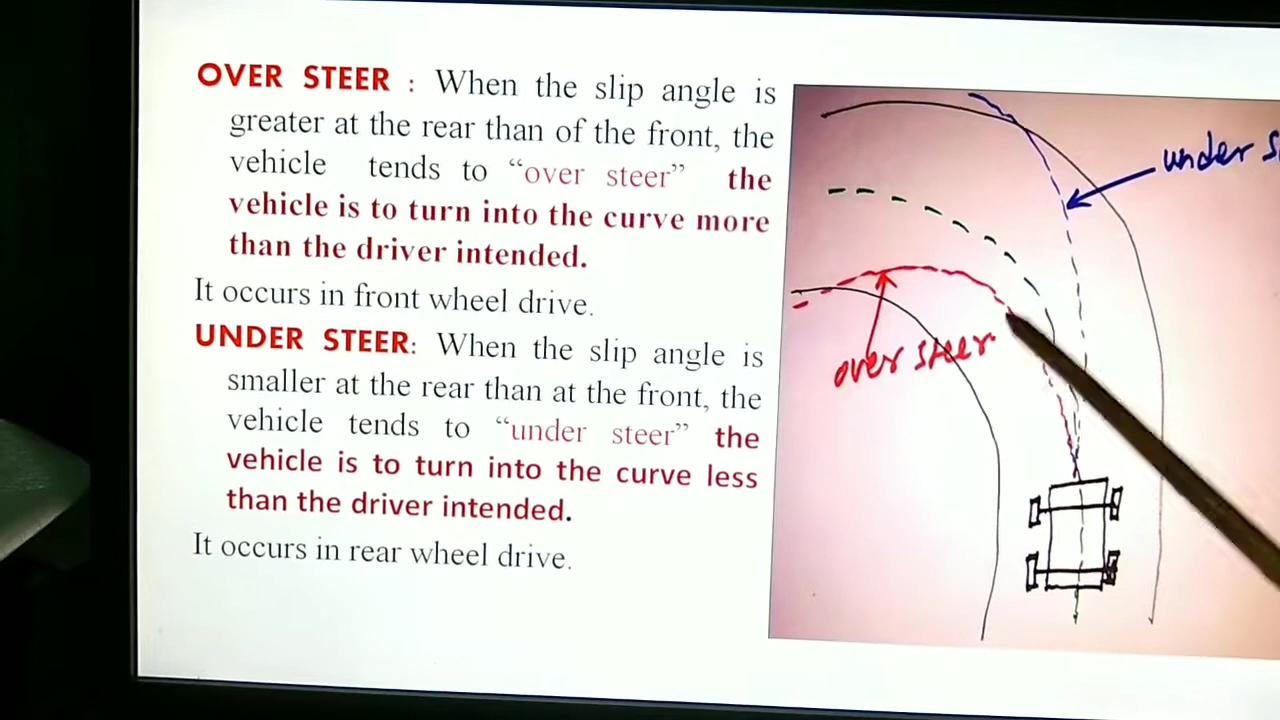 OVER STEER : When the slip angle is
greater at the rear than of the front, the
vehicle tends to “over steer” the
vehicle is to turn into the curve more
than the driver intended.
It occurs in front wheel drive.
UNDER STEER: When the slip angle is
smaller at the rear than at the front, the
vehicle tends to “under steer” the
vehicle is to turn into the curve less
than the driver intended.
It occurs in rear wheel drive.
under s
over steer